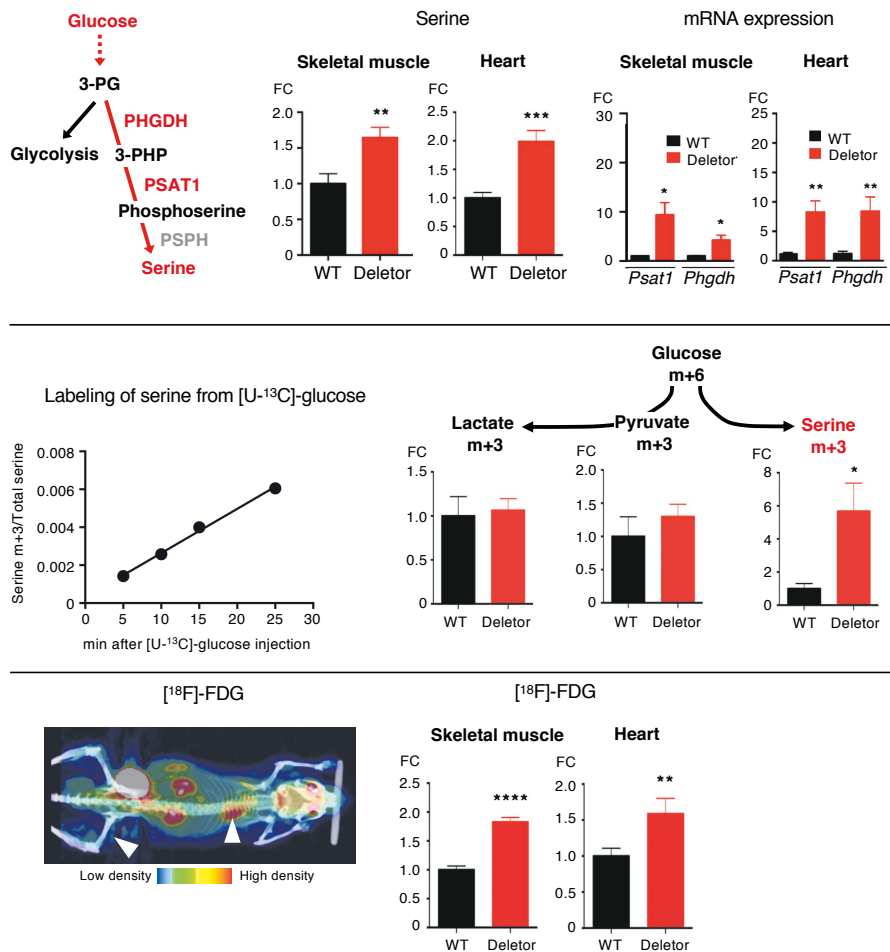 Serine
mRNA expression
Glucose
3-PG
PHGDH
Glycolysis
3-PHP
PSAT1
Phosphoserine
PSPH
Serine
Skeletal muscle
FC
2.0
1.5
1.0
0.5
0
**
WT
Deletor
Heart
FC
2.5
2.0
1.5
1.0
0.5
0
***
WT
Deletor
Skeletal muscle
FC
30
20
10
0
WT
Deletor
*
*
Psat1
Phgdh
Heart
FC
25
20
15
10
5
0
WT
Deletor
**
**
Psat1
Phgdh
Labeling of serine from [U-¹³C]-glucose
Serine m+3/Total serine
0.008
0.006
0.004
0.002
0
0 5 10 15 20 25 30
min after [U-¹³C]-glucose injection
Glucose
m+6
Lactate
m+3
FC
1.5
1.0
0.5
0
WT
Deletor
Pyruvate
m+3
FC
2.0
1.5
1.0
0.5
0
WT
Deletor
Serine
m+3
FC
8
6
4
2
0
*
WT
Deletor
[¹⁸F]-FDG
Low density
High density
[¹⁸F]-FDG
Skeletal muscle
FC
2.5
2.0
1.5
1.0
0.5
0
****
WT
Deletor
Heart
FC
2.0
1.5
1.0
0.5
0
**
WT
Deletor